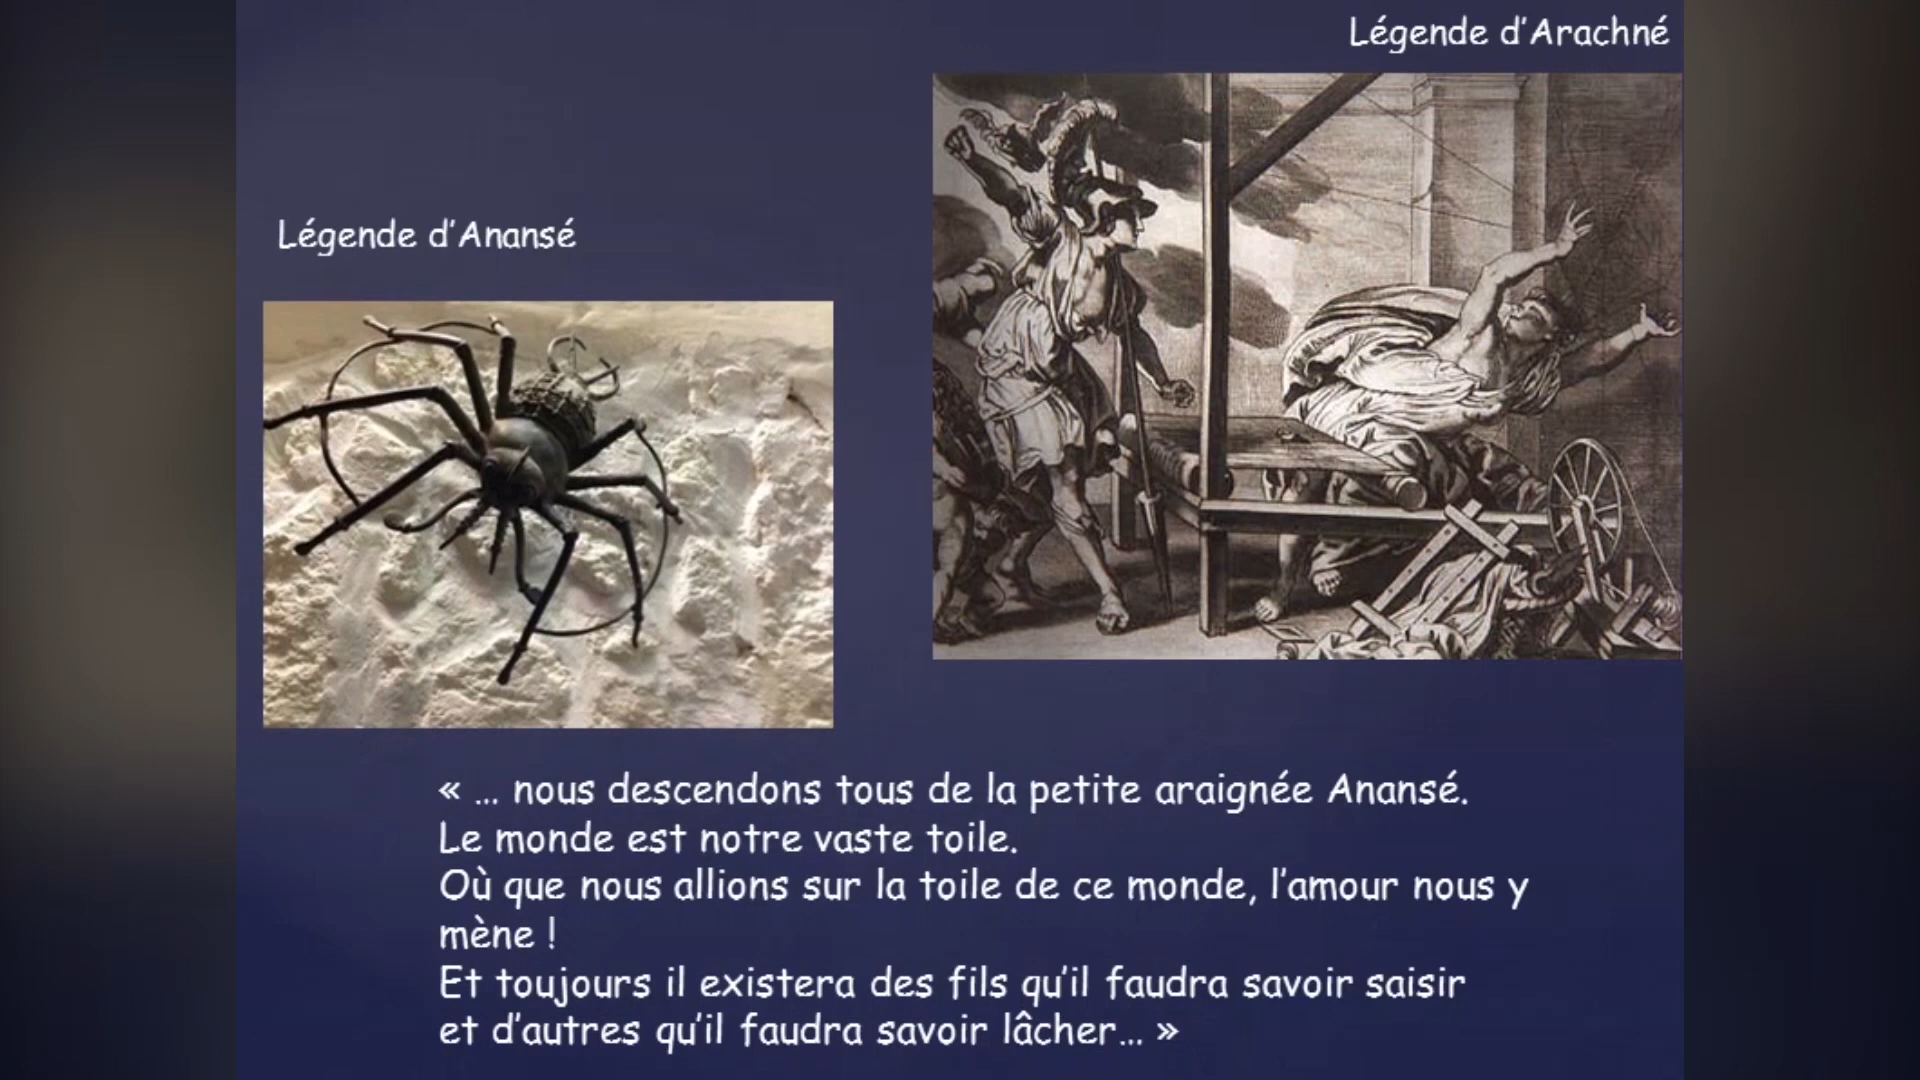 Légende d'Arachné
Légende d'Anansé
« ... nous descendons tous de la petite araignée Anansé.
Le monde est notre vaste toile.
Où que nous allions sur la toile de ce monde, l'amour nous y
mène !
Et toujours il existera des fils qu'il faudra savoir saisir
et d'autres qu'il faudra savoir lâcher... »